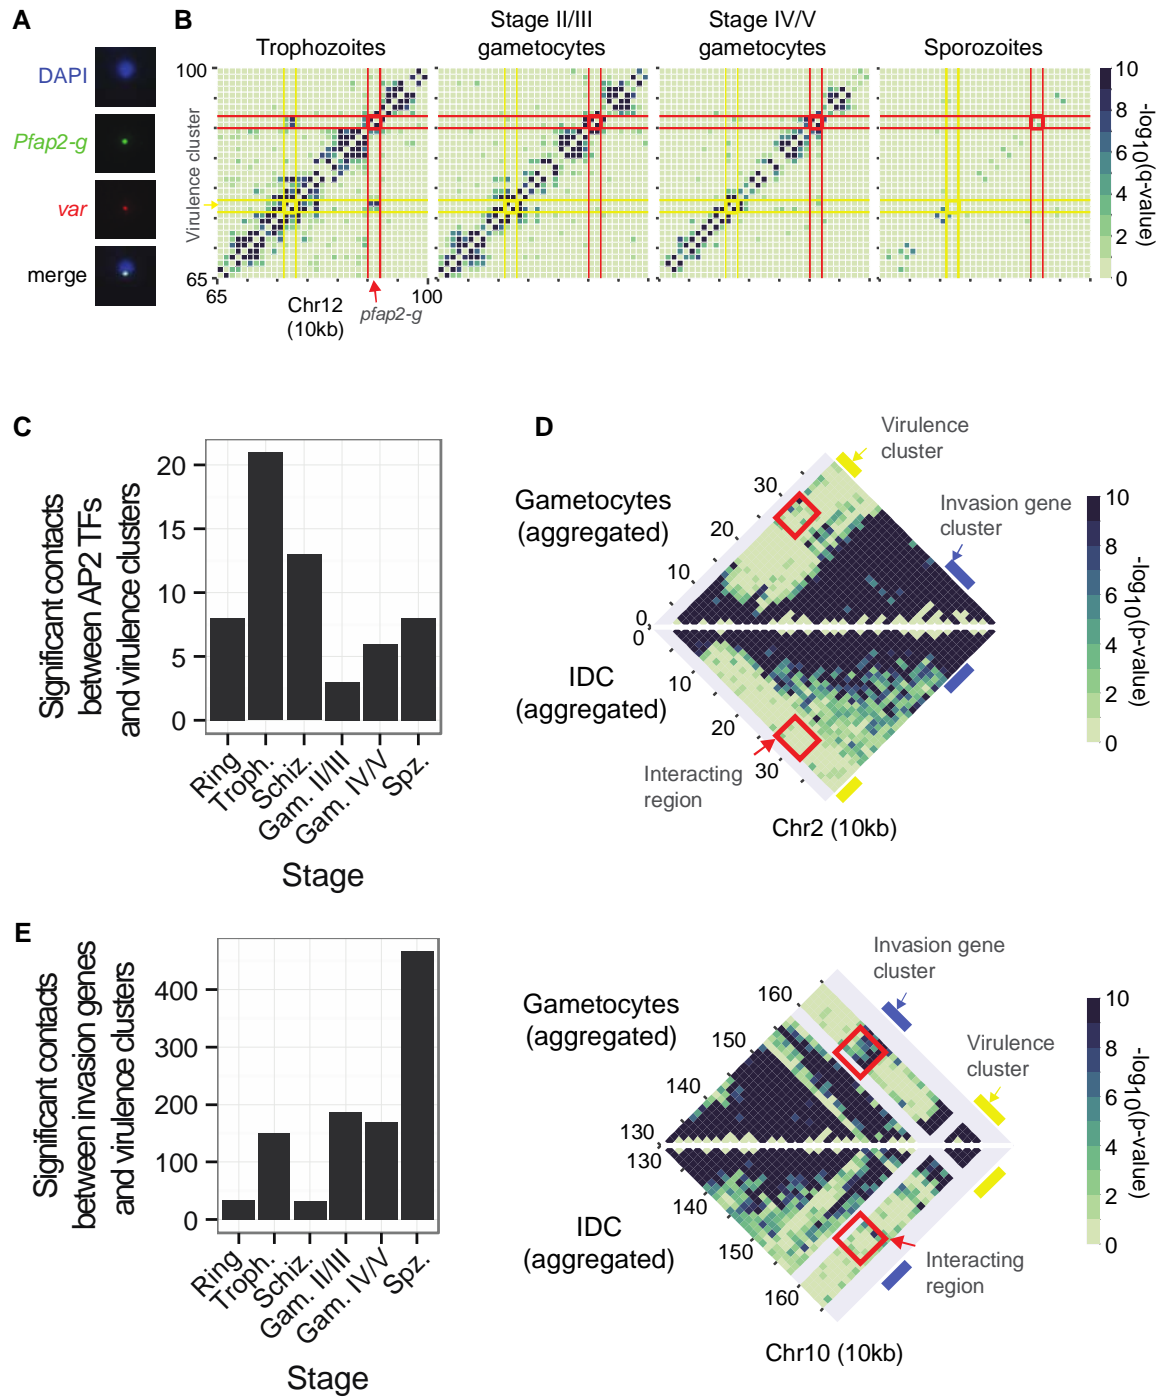 A
DAPI
Pfap2-g
var
merge
B
Trophozoites
Stage II/III
gametocytes
Stage IV/V
gametocytes
Sporozoites
100
Virulence cluster
65
65
100
Chr12
(10kb)
pfap2-g
10
8
6
4
2
0
-log10(q-value)
C
Significant contacts
between AP2 TFs
and virulence clusters
20
15
10
5
0
Ring
Troph.
Schiz.
Gam. II/III
Gam. IV/V
Spz.
Stage
D
Gametocytes
(aggregated)
Virulence
cluster
Invasion gene
cluster
30
20
10
0
0
10
20
30
IDC
(aggregated)
Interacting
region
Chr2 (10kb)
10
8
6
4
2
0
-log10(p-value)
E
Significant contacts
between invasion genes
and virulence clusters
400
300
200
100
0
Ring
Troph.
Schiz.
Gam. II/III
Gam. IV/V
Spz.
Stage
Gametocytes
(aggregated)
Invasion gene
cluster
Virulence
cluster
160
150
140
130
130
140
150
160
IDC
(aggregated)
Interacting
region
Chr10 (10kb)
10
8
6
4
2
0
-log10(p-value)